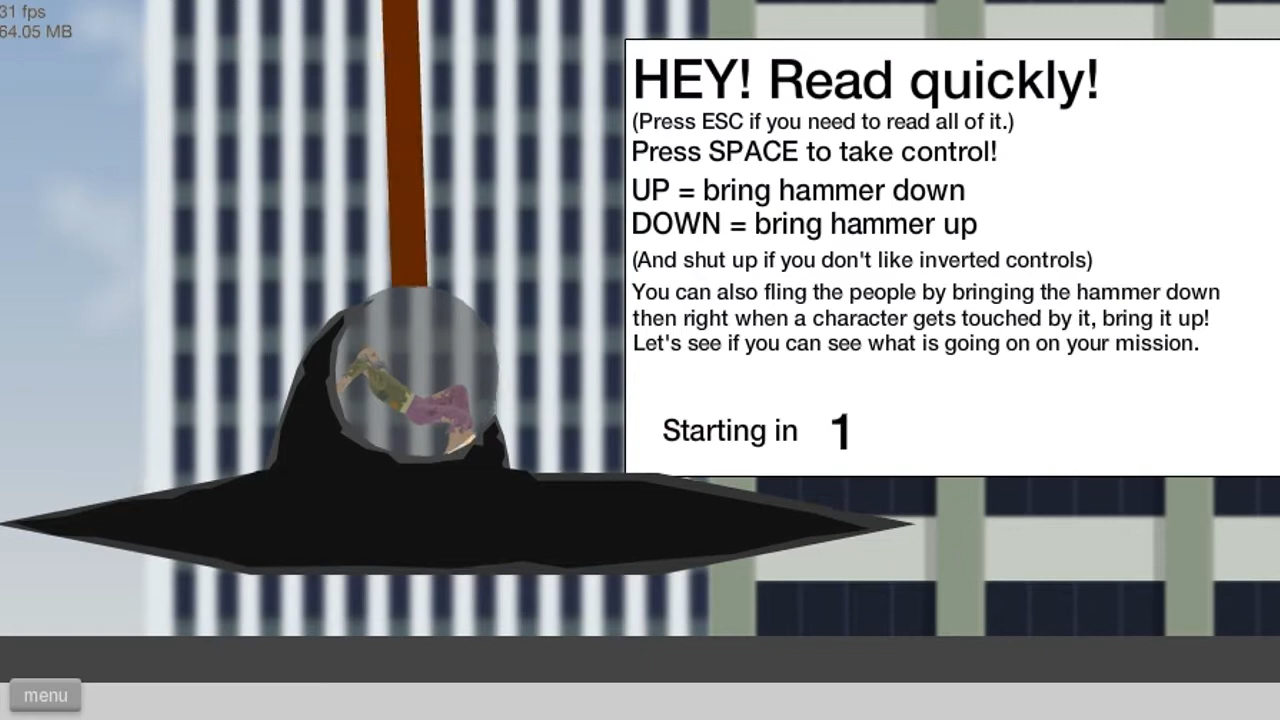 31 fps
64.05 MB
HEY! Read quickly!
(Press ESC if you need to read all of it.)
Press SPACE to take control!
UP = bring hammer down
DOWN = bring hammer up
(And shut up if you don't like inverted controls)
You can also fling the people by bringing the hammer down
then right when a character gets touched by it, bring it up!
Let's see if you can see what is going on on your mission.
Starting in 1
menu